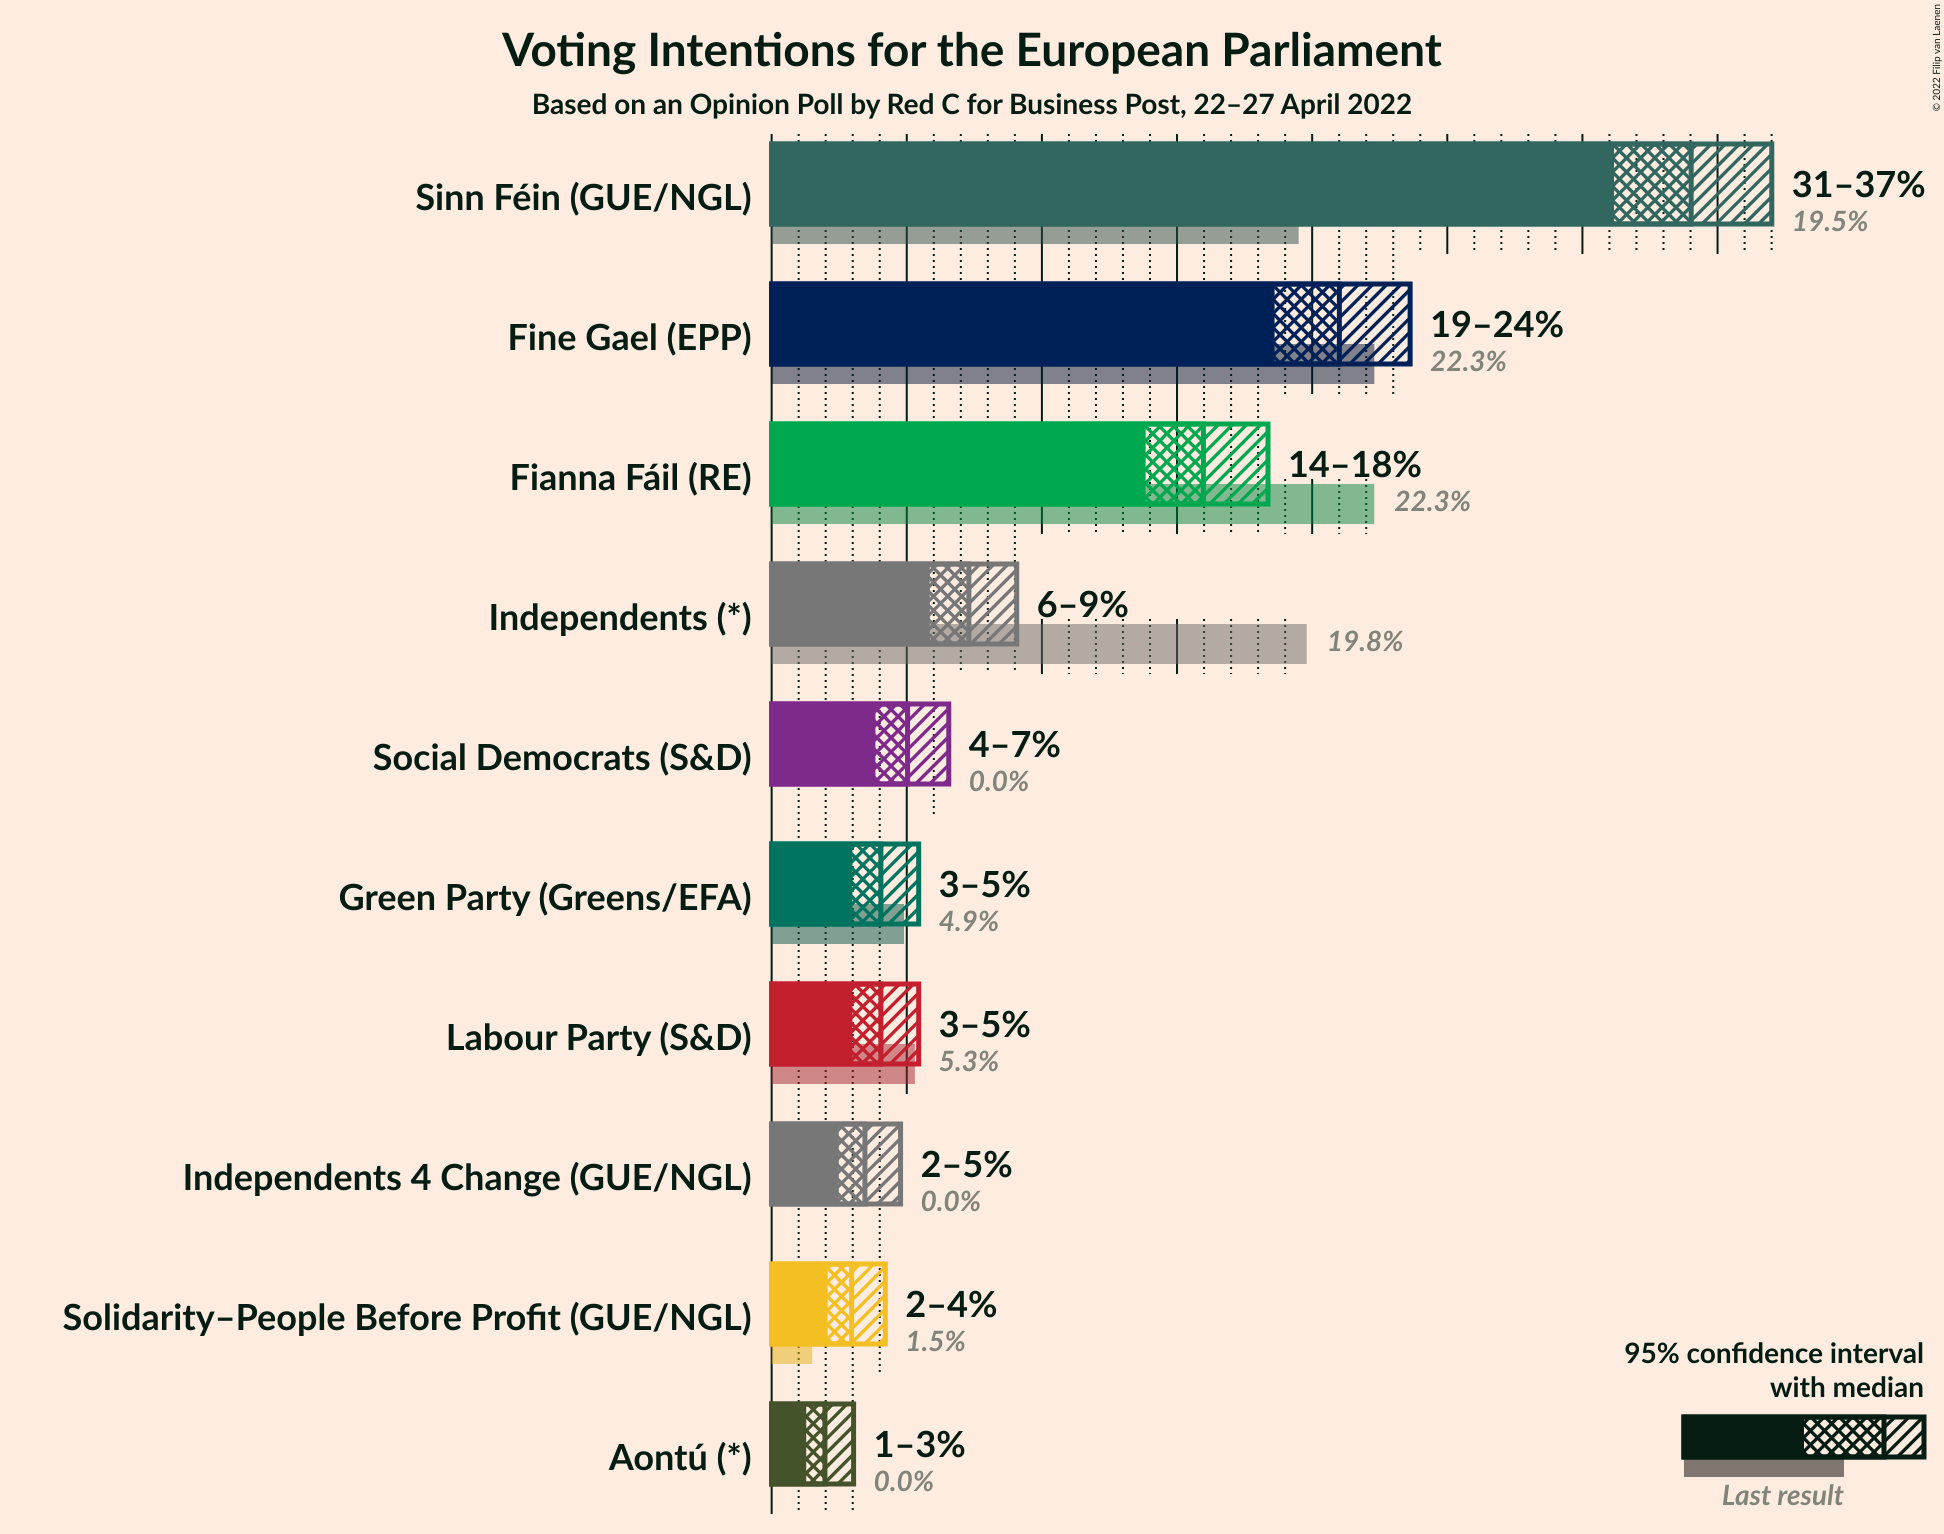 © 2022 Filip van Laenen
Voting Intentions for the European Parliament
Based on an Opinion Poll by Red C for Business Post, 22–27 April 2022
Sinn Féin (GUE/NGL)
31–37%
19.5%
Fine Gael (EPP)
19–24%
22.3%
Fianna Fáil (RE)
14–18%
22.3%
Independents (*)
6–9%
19.8%
Social Democrats (S&D)
4–7%
0.0%
Green Party (Greens/EFA)
3–5%
4.9%
Labour Party (S&D)
3–5%
5.3%
Independents 4 Change (GUE/NGL)
2–5%
0.0%
Solidarity–People Before Profit (GUE/NGL)
2–4%
1.5%
Aontú (*)
1–3%
0.0%
95% confidence interval
with median
Last result